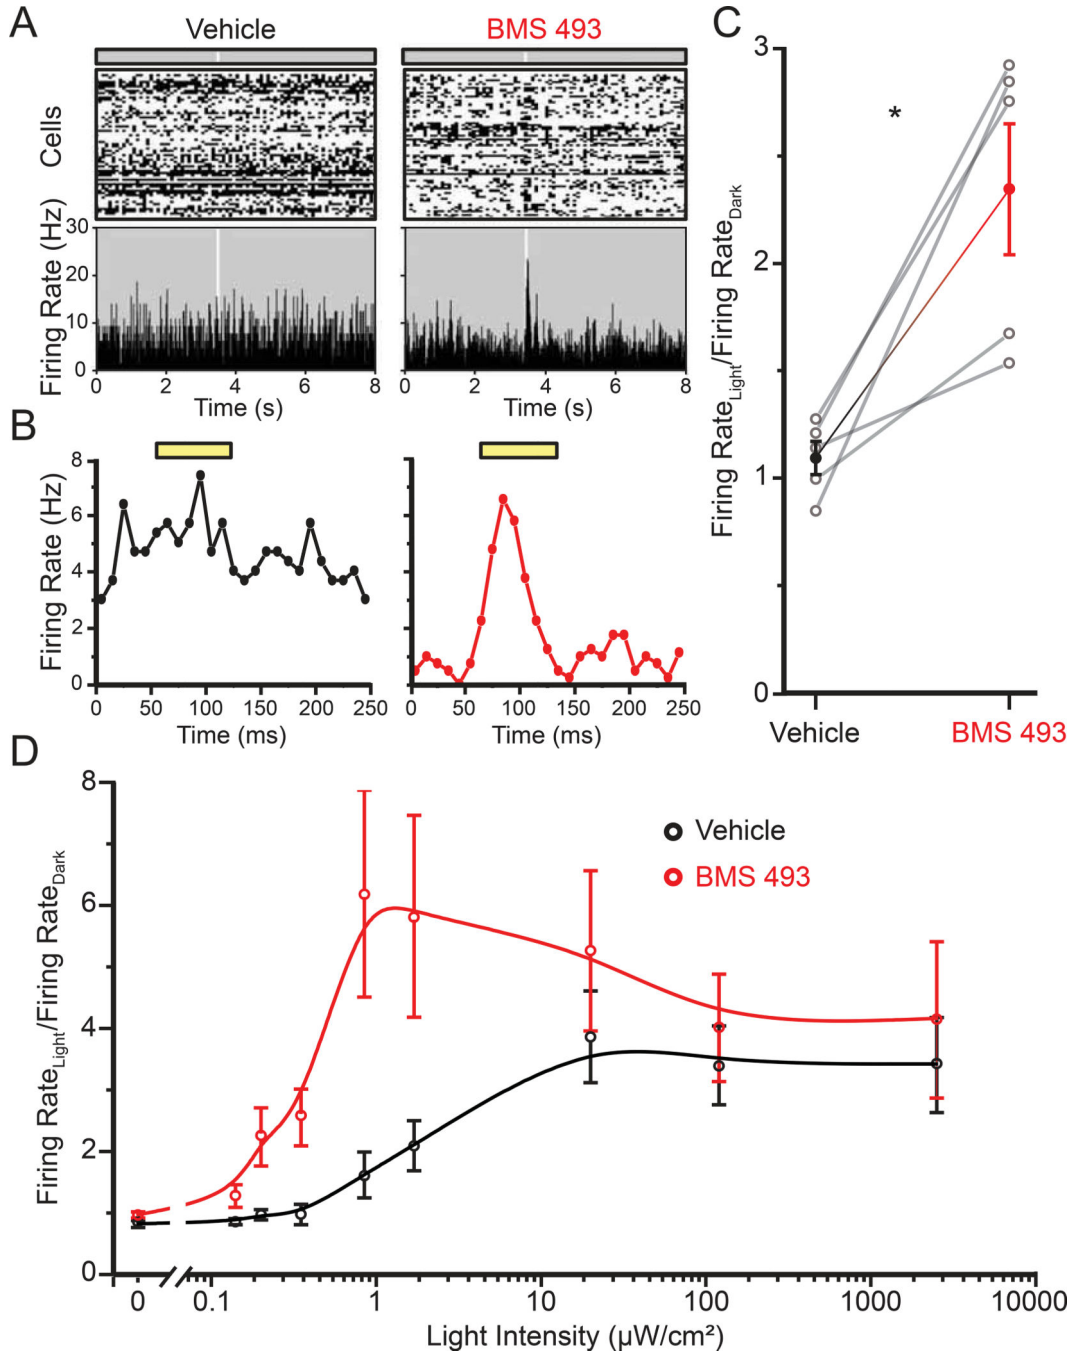 A
Vehicle
BMS 493
Cells
Firing Rate (Hz)
30
20
10
0
0 2 4 6 8
Time (s)
0 2 4 6 8
Time (s)
B
Firing Rate (Hz)
8
6
4
2
0
0 50 100 150 200 250
Time (ms)
0 50 100 150 200 250
Time (ms)
C
Firing RateLight/Firing RateDark
3
2
1
0
*
Vehicle
BMS 493
D
Firing RateLight/Firing RateDark
8
6
4
2
0
Vehicle
BMS 493
0 0.1 1 10 100 1000 10000
Light Intensity (µW/cm²)